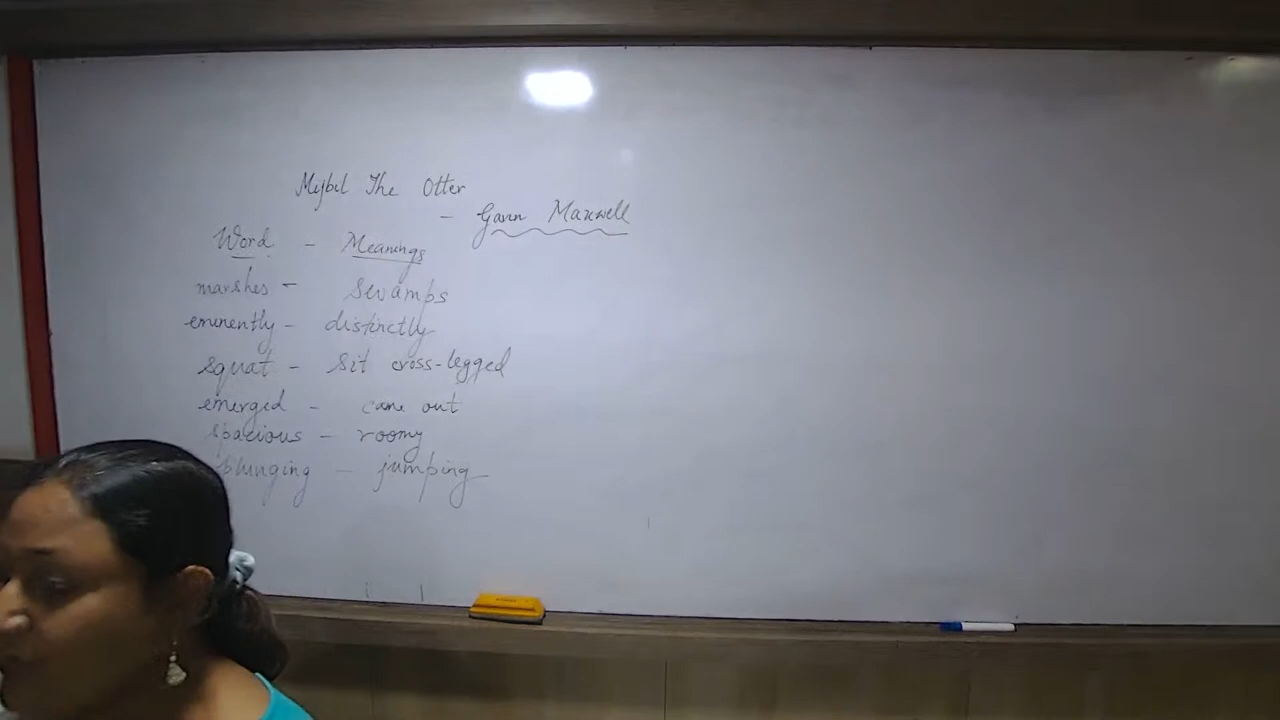 Mijbil The Otter
- Gavin Maxwell
Word - Meanings
marshes - Swamps
eminently - distinctly
squat - Sit cross-legged
emerged - came out
spacious - roomy
plunging - jumping